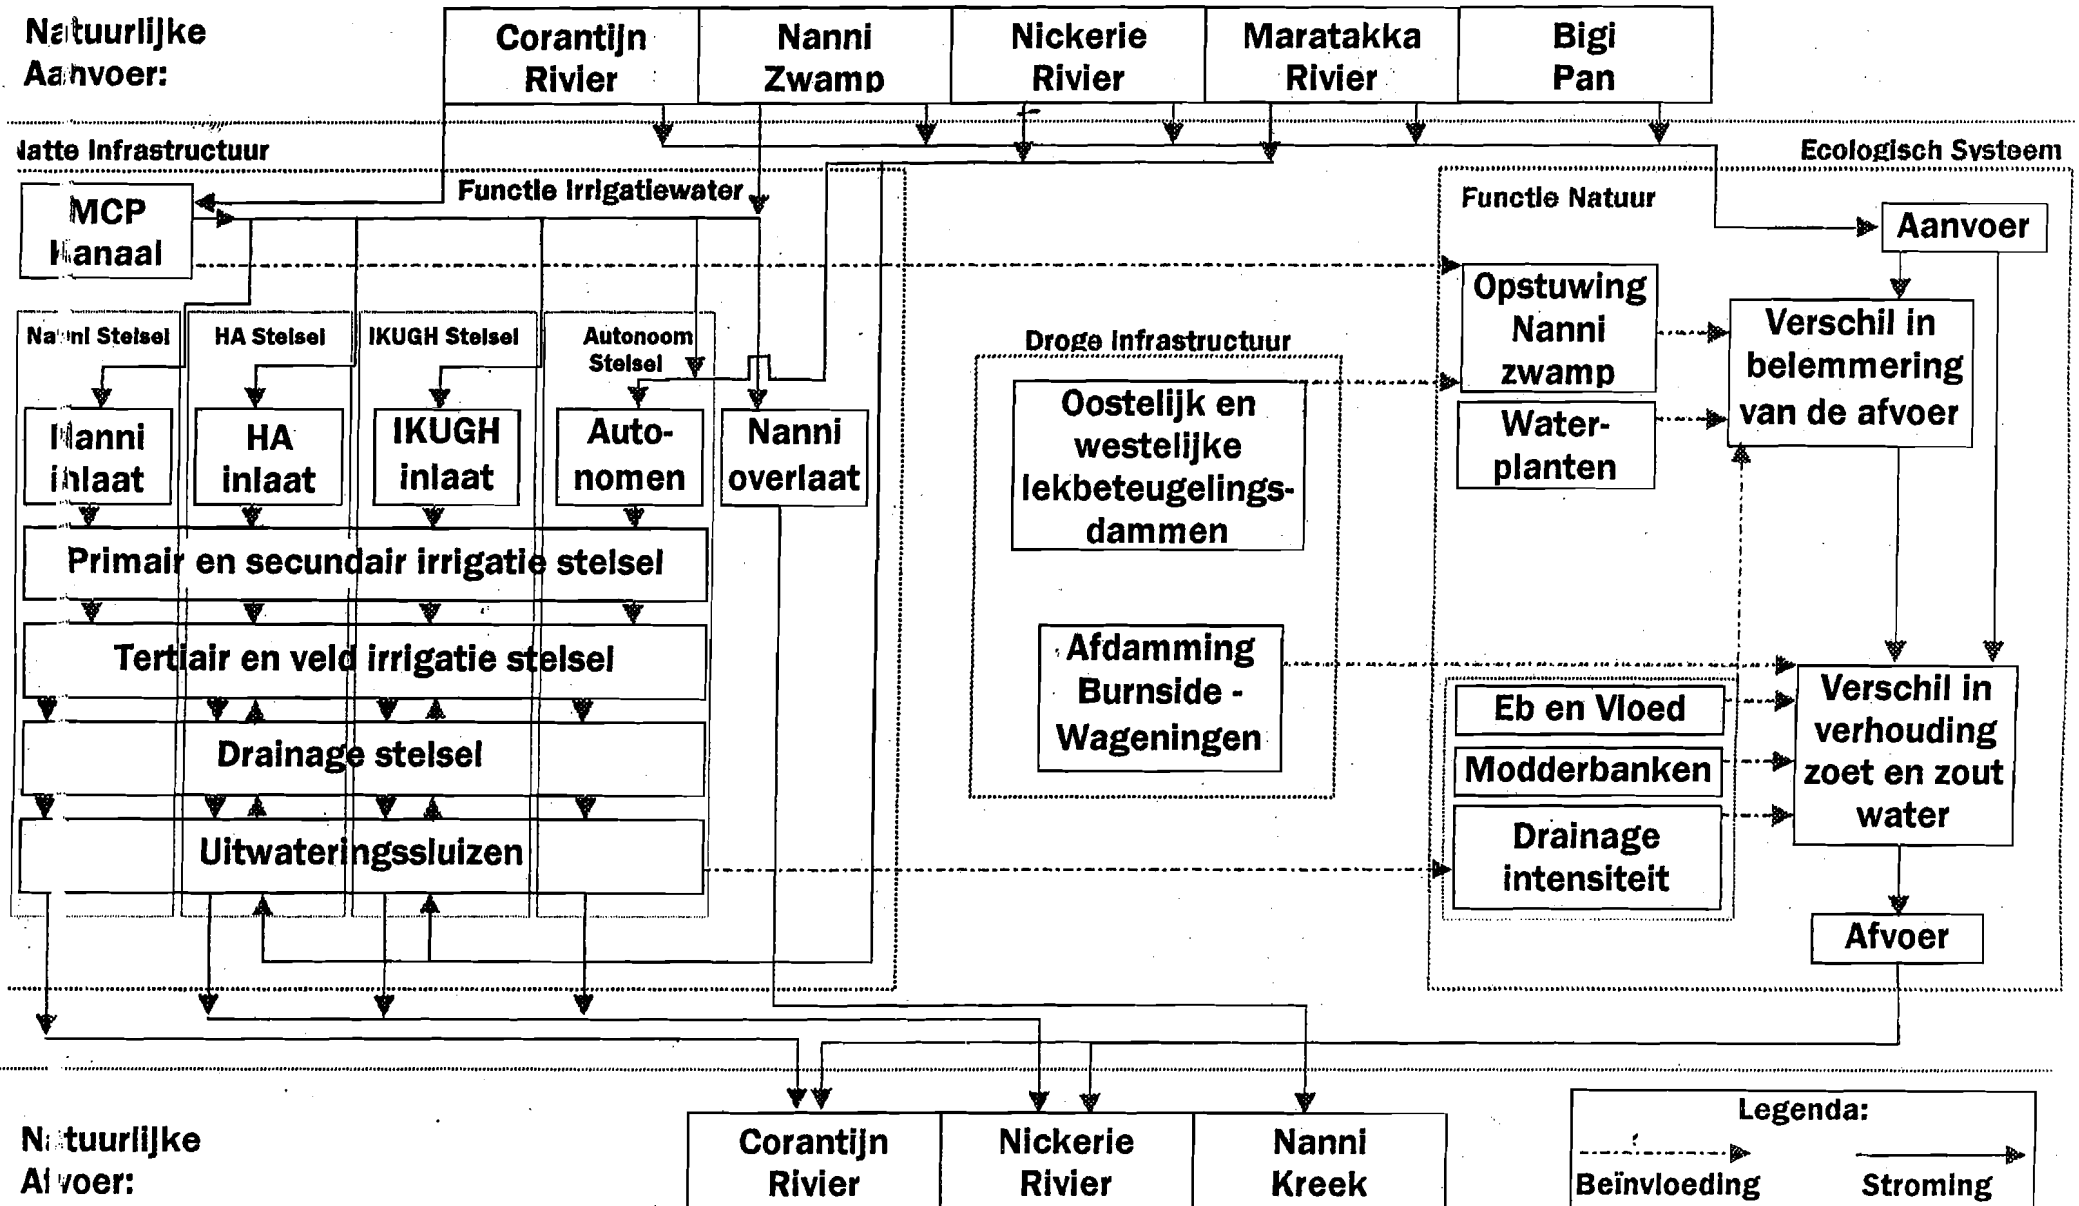 Natuurlijke
Aanvoer:
Corantijn
Rivier
Nanni
Zwamp
Nickerie
Rivier
Maratakka
Rivier
Bigi
Pan
Natte Infrastructuur
Ecologisch Systeem
Functie Irrigatiewater
Functie Natuur
MCP
Kanaal
Aanvoer
Opstuwing
Nanni
zwamp
Verschil in
belemmering
van de afvoer
Water-
planten
Nanni Stelsel
HA Stelsel
IKUGH Stelsel
Autonoom
Stelsel
Droge Infrastructuur
Oostelijk en
westelijke
lekbeteugelings-
dammen
Nanni
inlaat
HA
inlaat
IKUGH
inlaat
Auto-
nomen
Nanni
overlaat
Primair en secundair irrigatie stelsel
Tertiair en veld irrigatie stelsel
Drainage stelsel
Uitwateringssluizen
Afdamming
Burnside -
Wageningen
Eb en Vloed
Modderbanken
Drainage
intensiteit
Verschil in
verhouding
zoet en zout
water
Afvoer
Natuurlijke
Afvoer:
Corantijn
Rivier
Nickerie
Rivier
Nanni
Kreek
Legenda:
Beïnvloeding
Stroming